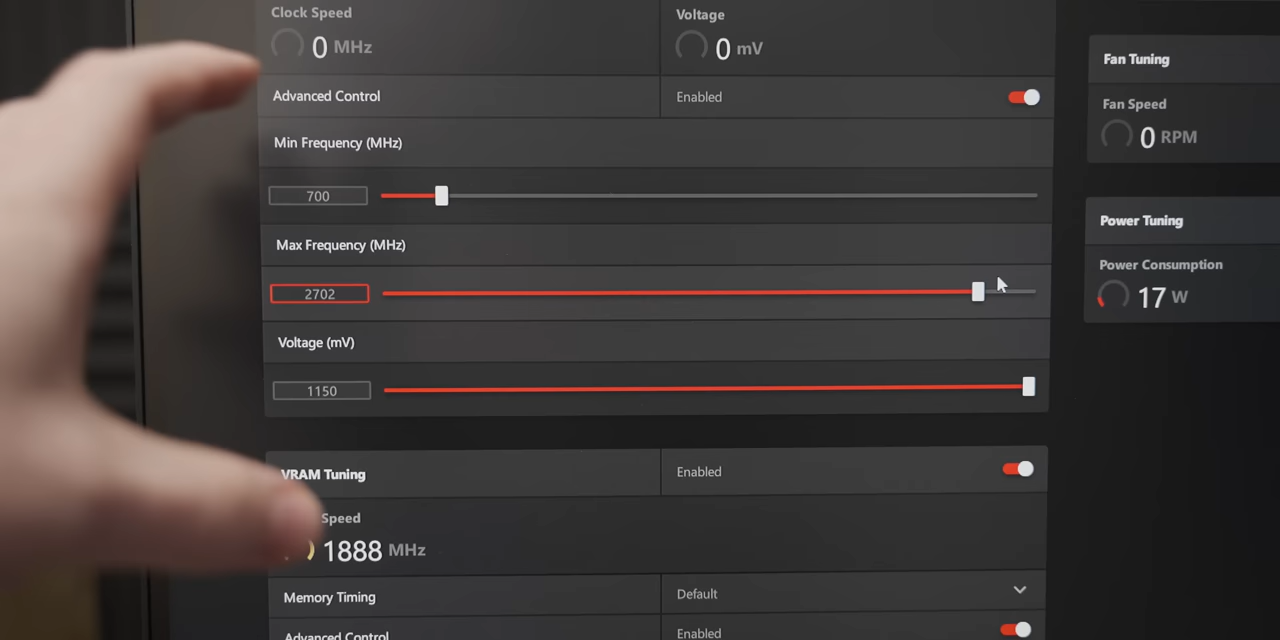 Clock Speed
0 MHz
Voltage
0 mV
Advanced Control
Enabled
Min Frequency (MHz)
700
Max Frequency (MHz)
2702
Voltage (mV)
1150
VRAM Tuning
Enabled
Speed
1888 MHz
Memory Timing
Default
Advanced Control
Enabled
Fan Tuning
Fan Speed
0 RPM
Power Tuning
Power Consumption
17 W